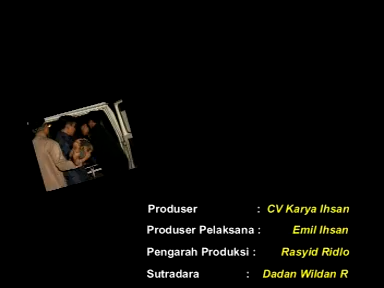 Produser : CV Karya Ihsan
Produser Pelaksana : Emil Ihsan
Pengarah Produksi : Rasyid Ridlo
Sutradara : Dadan Wildan R